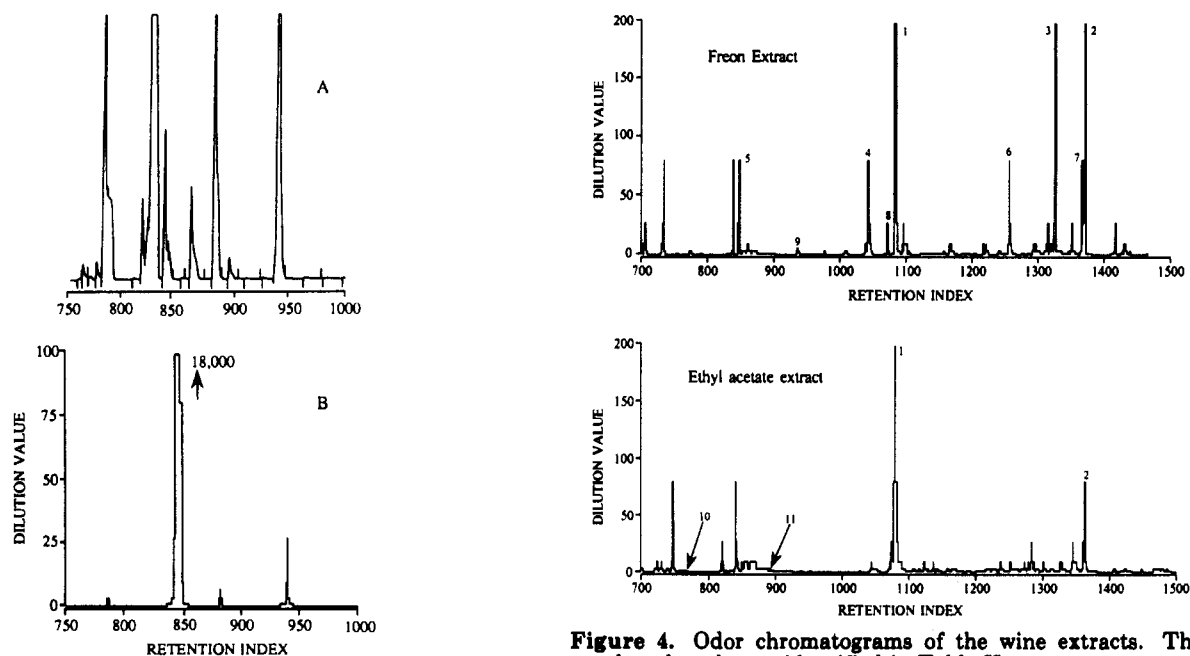 A
750 800 850 900 950 1000
100
75
50
25
0
DILUTION VALUE
18,000
B
750 800 850 900 950 1000
RETENTION INDEX
200
150
100
50
0
DILUTION VALUE
Freon Extract
1
3
2
5
4
6
7
8
9
700 800 900 1000 1100 1200 1300 1400 1500
RETENTION INDEX
200
150
100
50
0
DILUTION VALUE
Ethyl acetate extract
1
2
10
11
700 800 900 1000 1100 1200 1300 1400 1500
RETENTION INDEX
Figure 4. Odor chromatograms of the wine extracts. Th